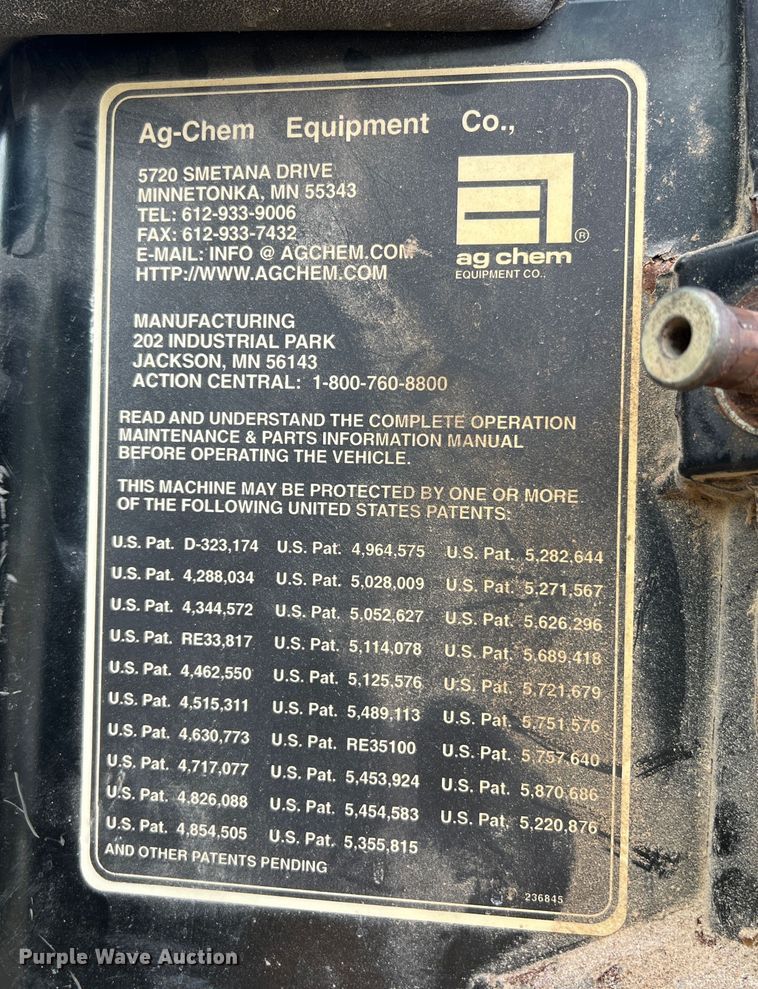 Ag-Chem Equipment Co.,
5720 SMETANA DRIVE
MINNETONKA, MN 55343
TEL: 612-933-9006
FAX: 612-933-7432
E-MAIL: INFO @ AGCHEM.COM
HTTP://WWW.AGCHEM.COM
®
ag chem
EQUIPMENT CO..
MANUFACTURING
202 INDUSTRIAL PARK
JACKSON, MN 56143
ACTION CENTRAL: 1-800-760-8800
READ AND UNDERSTAND THE COMPLETE OPERATION
MAINTENANCE & PARTS INFORMATION MANUAL
BEFORE OPERATING THE VEHICLE.
THIS MACHINE MAY BE PROTECTED BY ONE OR MORE
OF THE FOLLOWING UNITED STATES PATENTS:
U.S. Pat. D-323,174 U.S. Pat. 4,964,575 U.S. Pat. 5,282,644
U.S. Pat. 4,288,034 U.S. Pat. 5,028,009 U.S. Pat. 5,271,567
U.S. Pat. 4,344,572 U.S. Pat. 5,052,627 U.S. Pat. 5,626,296
U.S. Pat. RE33,817 U.S. Pat. 5,114,078 U.S. Pat. 5,689,418
U.S. Pat. 4,462,550 U.S. Pat. 5,125,576 U.S. Pat. 5,721,679
U.S. Pat. 4,515,311 U.S. Pat. 5,489,113 U.S. Pat. 5,751,576
U.S. Pat. 4,630,773 U.S. Pat. RE35100 U.S. Pat. 5,757,640
U.S. Pat. 4,717,077 U.S. Pat. 5,453,924 U.S. Pat. 5,870,686
U.S. Pat. 4,826,088 U.S. Pat. 5,454,583 U.S. Pat. 5,220,876
U.S. Pat. 4,854,505 U.S. Pat. 5,355,815
AND OTHER PATENTS PENDING
236845
Purple Wave Auction